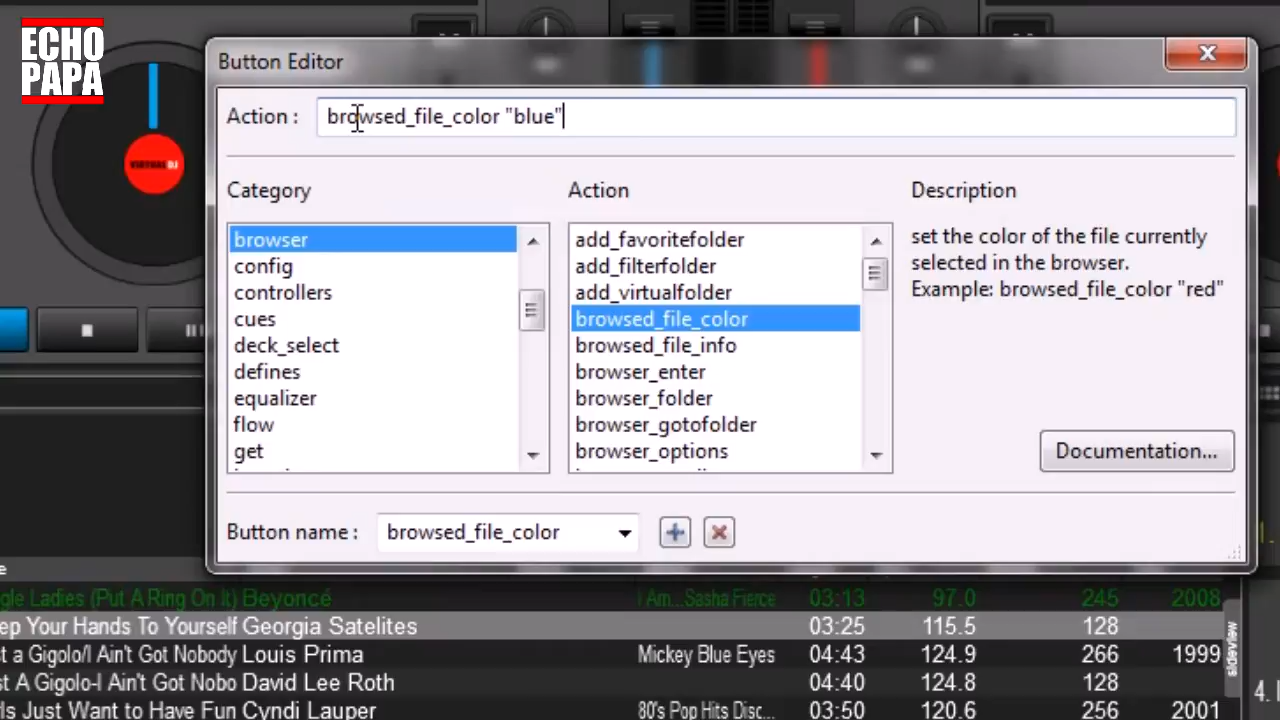 ECHO
PAPA
VIRTUAL DJ
Button Editor
Action : browsed_file_color "blue"
Category
browser
config
controllers
cues
deck_select
defines
equalizer
flow
get
Action
add_favoritefolder
add_filterfolder
add_virtualfolder
browsed_file_color
browsed_file_info
browser_enter
browser_folder
browser_gotofolder
browser_options
Description
set the color of the file currently
selected in the browser.
Example: browsed_file_color "red"
Documentation...
Button name : browsed_file_color
gle Ladies (Put A Ring On It) Beyoncé I Am...Sasha Fierce 03:13 97.0 245 2008
ep Your Hands To Yourself Georgia Satelites 03:25 115.5 128
t a Gigolo/I Ain't Got Nobody Louis Prima Mickey Blue Eyes 04:43 124.9 266 1999
st A Gigolo-I Ain't Got Nobo David Lee Roth 04:40 124.8 128
ls Just Want to Have Fun Cyndi Lauper 80's Pop Hits Disc... 03:50 120.6 256 2001
sideview
4.